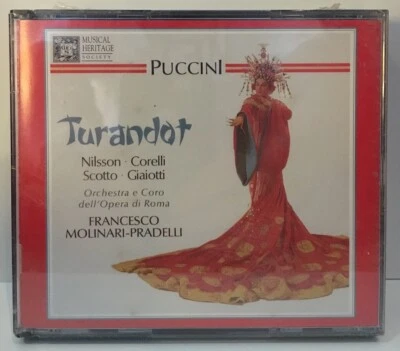 MUSICAL
HERITAGE
SOCIETY
PUCCINI
Turandot
Nilsson · Corelli
Scotto · Giaiotti
Orchestra e Coro
dell'Opera di Roma
FRANCESCO
MOLINARI-PRADELLI